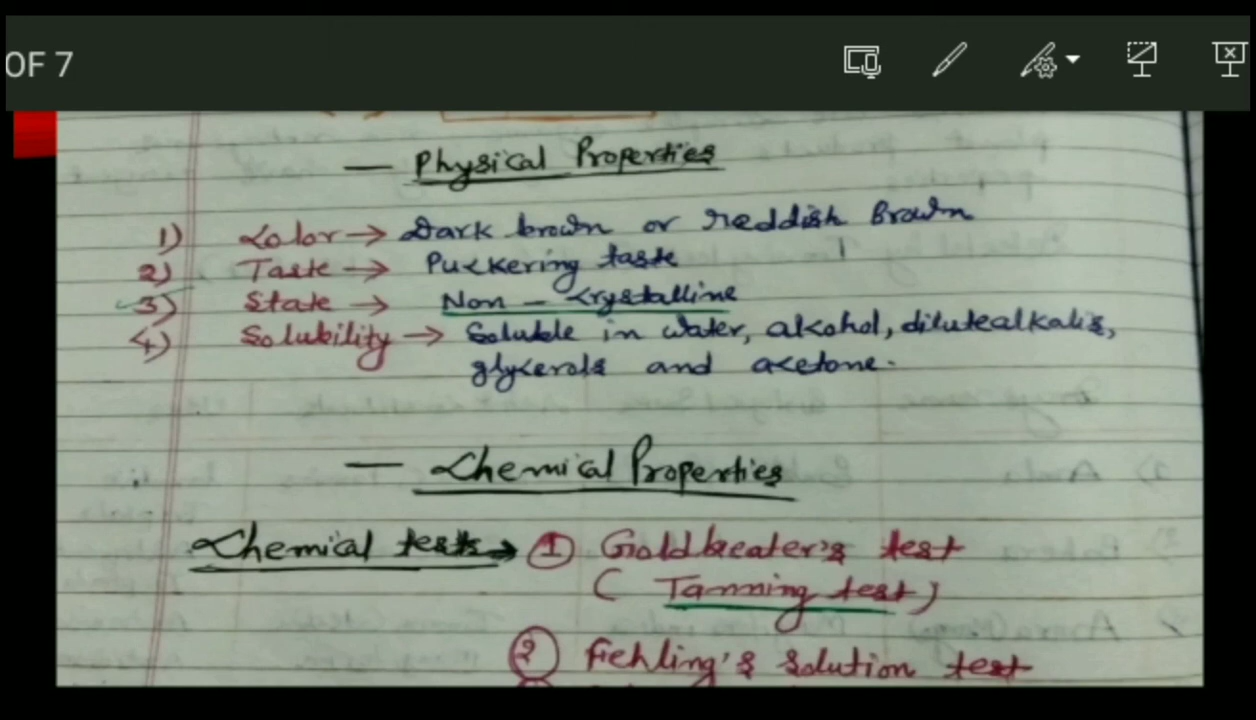 OF 7
— Physical Properties
1) Color → Dark brown or reddish Brown
2) Taste → Puckering taste
3) State → Non - crystalline
4) Solubility → Soluble in water, alcohol, dilutealkalis,
glycerols and acetone.
— Chemical Properties
Chemical tests → 1 Goldbeater's test
( Tanning test )
2 Fehling's solution test